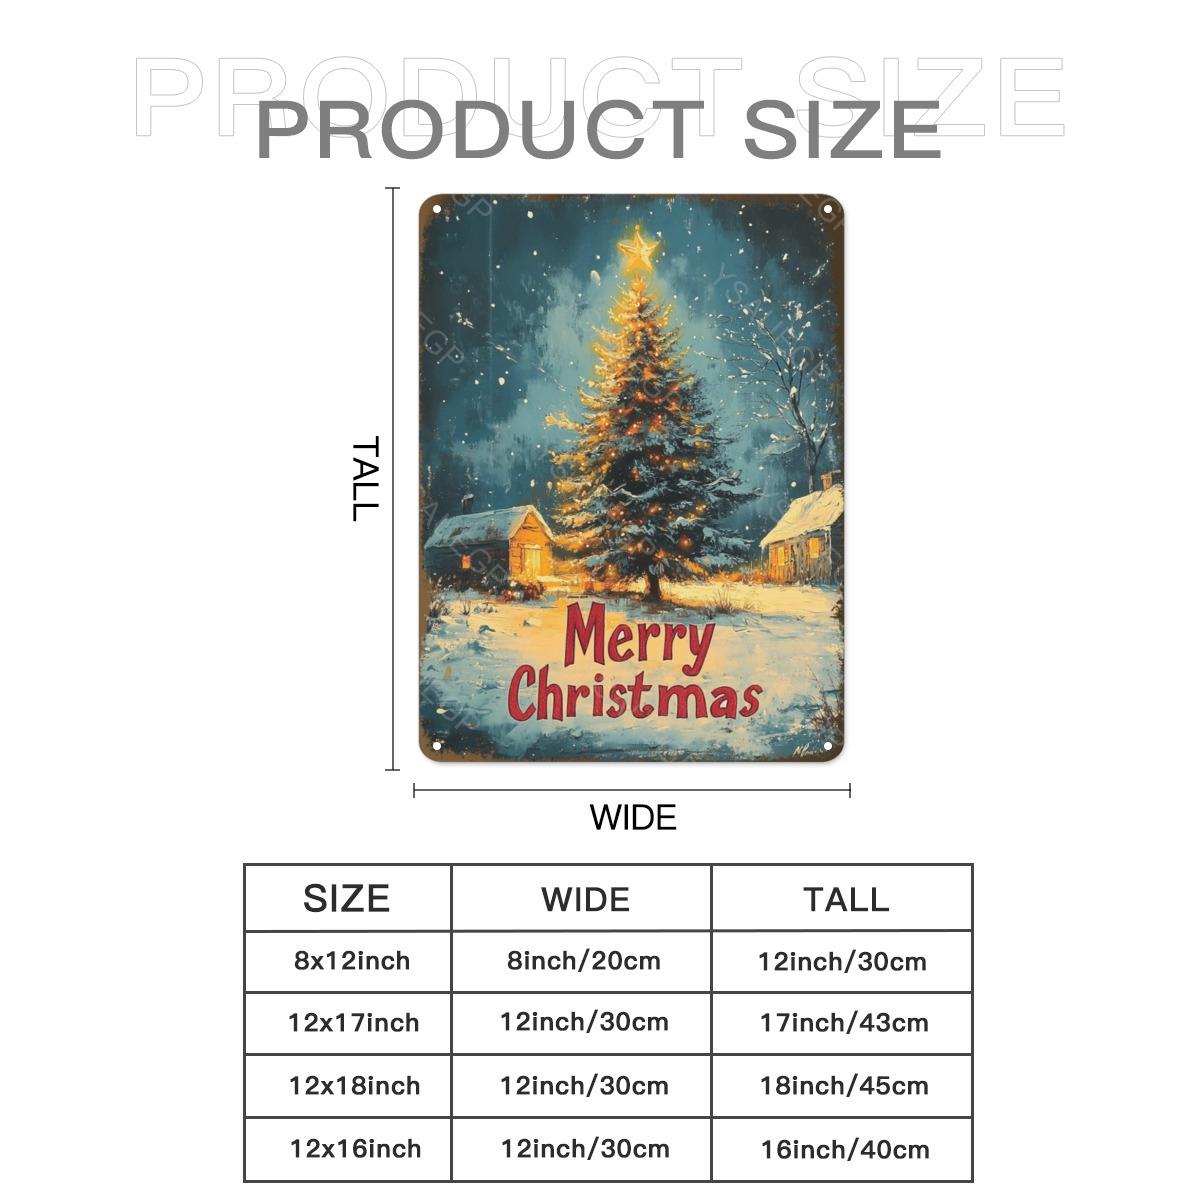 PRODUCT SIZE
PRODUCT SIZE
TALL
Merry
Christmas
WIDE
SIZE WIDE TALL
8x12inch 8inch/20cm 12inch/30cm
12x17inch 12inch/30cm 17inch/43cm
12x18inch 12inch/30cm 18inch/45cm
12x16inch 12inch/30cm 16inch/40cm